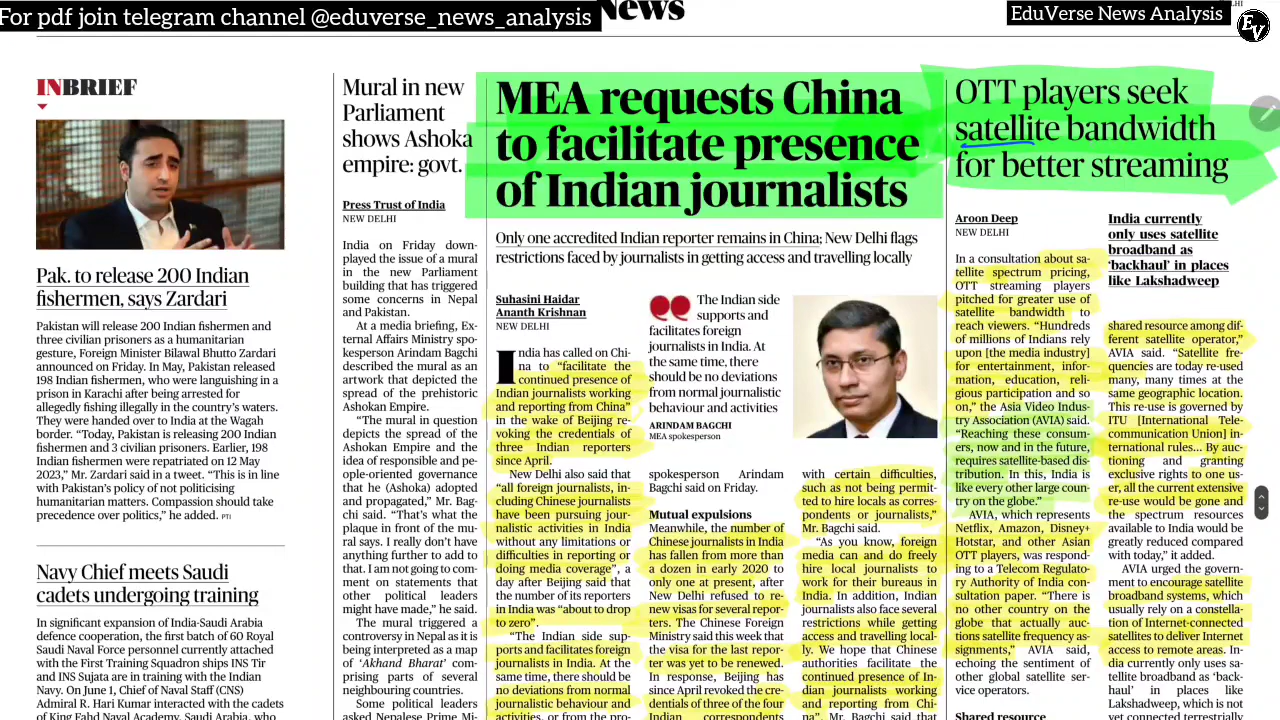 For pdf join telegram channel @eduverse_news_analysis
News
EduVerse News Analysis
EV
INBRIEF
Pak. to release 200 Indian
fishermen, says Zardari
Pakistan will release 200 Indian fishermen and
three civilian prisoners as a humanitarian
gesture, Foreign Minister Bilawal Bhutto Zardari
announced on Friday. In May, Pakistan released
198 Indian fishermen, who were languishing in a
prison in Karachi after being arrested for
allegedly fishing illegally in the country's waters.
They were handed over to India at the Wagah
border. "Today, Pakistan is releasing 200 Indian
fishermen and 3 civilian prisoners. Earlier, 198
Indian fishermen were repatriated on 12 May
2023," Mr. Zardari said in a tweet. "This is in line
with Pakistan's policy of not politicising
humanitarian matters. Compassion should take
precedence over politics," he added. PTI
Navy Chief meets Saudi
cadets undergoing training
In significant expansion of India-Saudi Arabia
defence cooperation, the first batch of 60 Royal
Saudi Naval Force personnel currently attached
with the First Training Squadron ships INS Tir
and INS Sujata are in training with the Indian
Navy. On June 1, Chief of Naval Staff (CNS)
Admiral R. Hari Kumar interacted with the cadets
of King Fahd Naval Academy, Saudi Arabia, who
Mural in new
Parliament
shows Ashoka
empire: govt.
Press Trust of India
NEW DELHI
India on Friday down-
played the issue of a mural
in the new Parliament
building that has triggered
some concerns in Nepal
and Pakistan.
At a media briefing, Ex-
ternal Affairs Ministry spo-
kesperson Arindam Bagchi
described the mural as an
artwork that depicted the
spread of the prehistoric
Ashokan Empire.
"The mural in question
depicts the spread of the
Ashokan Empire and the
idea of responsible and pe-
ople-oriented governance
that he (Ashoka) adopted
and propagated," Mr. Bag-
chi said. "That's what the
plaque in front of the mu-
ral says. I really don't have
anything further to add to
that. I am not going to com-
ment on statements that
other political leaders
might have made," he said.
The mural triggered a
controversy in Nepal as it is
being interpreted as a map
of 'Akhand Bharat' com-
prising parts of several
neighbouring countries.
Some political leaders
asked Nepalese Prime Mi-
MEA requests China
to facilitate presence
of Indian journalists
Only one accredited Indian reporter remains in China; New Delhi flags
restrictions faced by journalists in getting access and travelling locally
Suhasini Haidar
Ananth Krishnan
NEW DELHI
India has called on Chi-
na to "facilitate the
continued presence of
Indian journalists working
and reporting from China"
in the wake of Beijing re-
voking the credentials of
three Indian reporters
since April.
New Delhi also said that
"all foreign journalists, in-
cluding Chinese journalists
have been pursuing jour-
nalistic activities in India
without any limitations or
difficulties in reporting or
doing media coverage", a
day after Beijing said that
the number of its reporters
in India was "about to drop
to zero".
"The Indian side sup-
ports and facilitates foreign
journalists in India. At the
same time, there should be
no deviations from normal
journalistic behaviour and
activities, or from the pro-
The Indian side
supports and
facilitates foreign
journalists in India. At
the same time, there
should be no deviations
from normal journalistic
behaviour and activities
ARINDAM BAGCHI
MEA spokesperson
spokesperson Arindam
Bagchi said on Friday.
Mutual expulsions
Meanwhile, the number of
Chinese journalists in India
has fallen from more than
a dozen in early 2020 to
only one at present, after
New Delhi refused to re-
new visas for several repor-
ters. The Chinese Foreign
Ministry said this week that
the visa for the last repor-
ter was yet to be renewed.
In response, Beijing has
since April revoked the cre-
dentials of three of the four
Indian correspondents
with certain difficulties,
such as not being permit-
ted to hire locals as corres-
pondents or journalists,"
Mr. Bagchi said.
"As you know, foreign
media can and do freely
hire local journalists to
work for their bureaus in
India. In addition, Indian
journalists also face several
restrictions while getting
access and travelling local-
ly. We hope that Chinese
authorities facilitate the
continued presence of In-
dian journalists working
and reporting from Chi-
na", Mr. Bagchi said that
OTT players seek
satellite bandwidth
for better streaming
Aroon Deep
NEW DELHI
In a consultation about sa-
tellite spectrum pricing,
OTT streaming players
pitched for greater use of
satellite bandwidth to
reach viewers. "Hundreds
of millions of Indians rely
upon [the media industry]
for entertainment, infor-
mation, education, reli-
gious participation and so
on," the Asia Video Indus-
try Association (AVIA) said.
"Reaching these consum-
ers, now and in the future,
requires satellite-based dis-
tribution. In this, India is
like every other large coun-
try on the globe."
AVIA, which represents
Netflix, Amazon, Disney+
Hotstar, and other Asian
OTT players, was respond-
ing to a Telecom Regulato-
ry Authority of India con-
sultation paper. "There is
no other country on the
globe that actually auc-
tions satellite frequency as-
signments," AVIA said,
echoing the sentiment of
other global satellite ser-
vice operators.
Shared resource
India currently
only uses satellite
broadband as
'backhaul' in places
like Lakshadweep
shared resource among dif-
ferent satellite operator,"
AVIA said. "Satellite fre-
quencies are today re-used
many, many times at the
same geographic location.
This re-use is governed by
ITU [International Tele-
communication Union] in-
ternational rules... By auc-
tioning and granting
exclusive rights to one us-
er, all the current extensive
re-use would be gone and
the spectrum resources
available to India would be
greatly reduced compared
with today," it added.
AVIA urged the govern-
ment to encourage satellite
broadband systems, which
usually rely on a constella-
tion of Internet-connected
satellites to deliver Internet
access to remote areas. In-
dia currently only uses sa-
tellite broadband as 'back-
haul' in places like
Lakshadweep, which is not